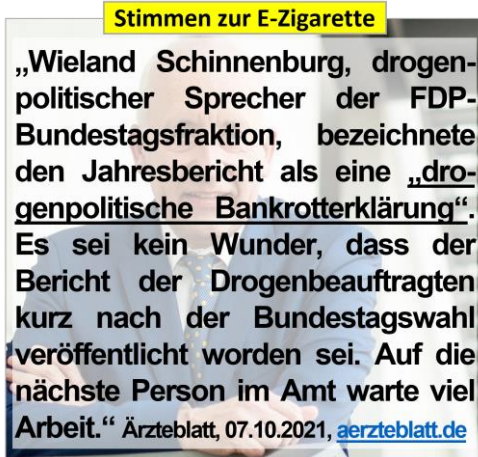 Stimmen zur E-Zigarette
„Wieland Schinnenburg, drogen-
politischer Sprecher der FDP-
Bundestagsfraktion, bezeichnete
den Jahresbericht als eine „dro-
genpolitische Bankrotterklärung“.
Es sei kein Wunder, dass der
Bericht der Drogenbeauftragten
kurz nach der Bundestagswahl
veröffentlicht worden sei. Auf die
nächste Person im Amt warte viel
Arbeit.“ Ärzteblatt, 07.10.2021, aerzteblatt.de